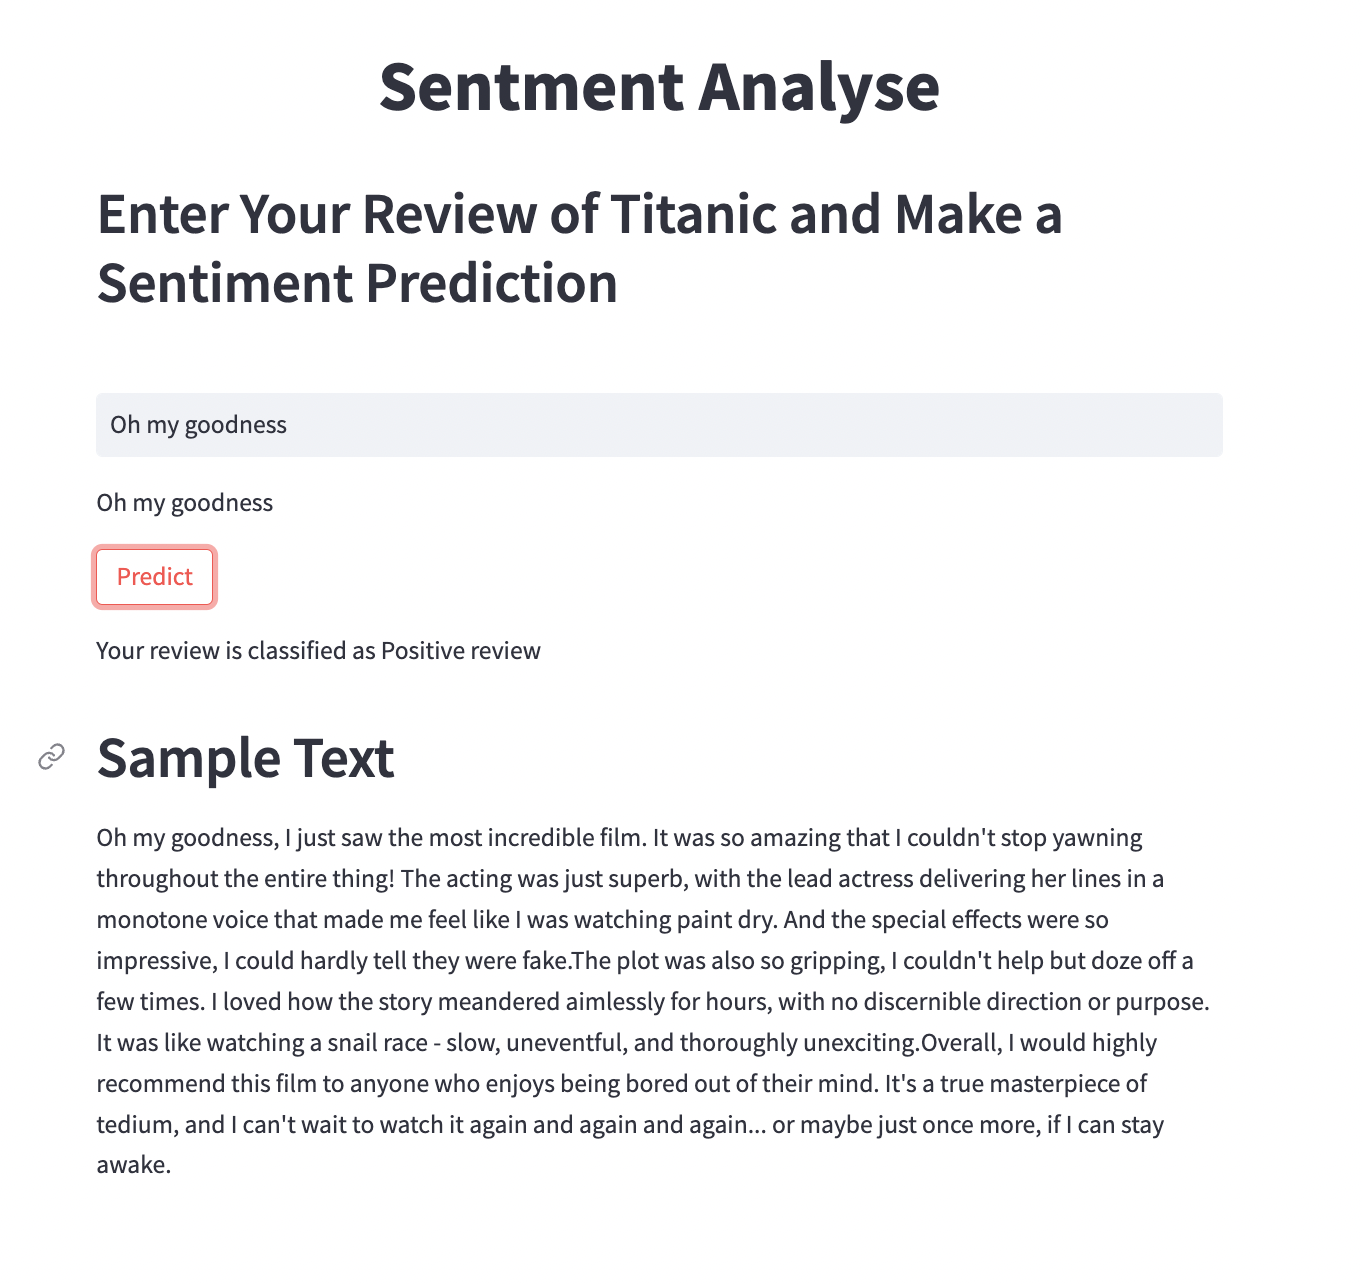 Sentment Analyse
Enter Your Review of Titanic and Make a
Sentiment Prediction
Oh my goodness
Oh my goodness
Predict
Your review is classified as Positive review
Sample Text
Oh my goodness, I just saw the most incredible film. It was so amazing that I couldn't stop yawning
throughout the entire thing! The acting was just superb, with the lead actress delivering her lines in a
monotone voice that made me feel like I was watching paint dry. And the special effects were so
impressive, I could hardly tell they were fake.The plot was also so gripping, I couldn't help but doze off a
few times. I loved how the story meandered aimlessly for hours, with no discernible direction or purpose.
It was like watching a snail race - slow, uneventful, and thoroughly unexciting.Overall, I would highly
recommend this film to anyone who enjoys being bored out of their mind. It's a true masterpiece of
tedium, and I can't wait to watch it again and again and again... or maybe just once more, if I can stay
awake.